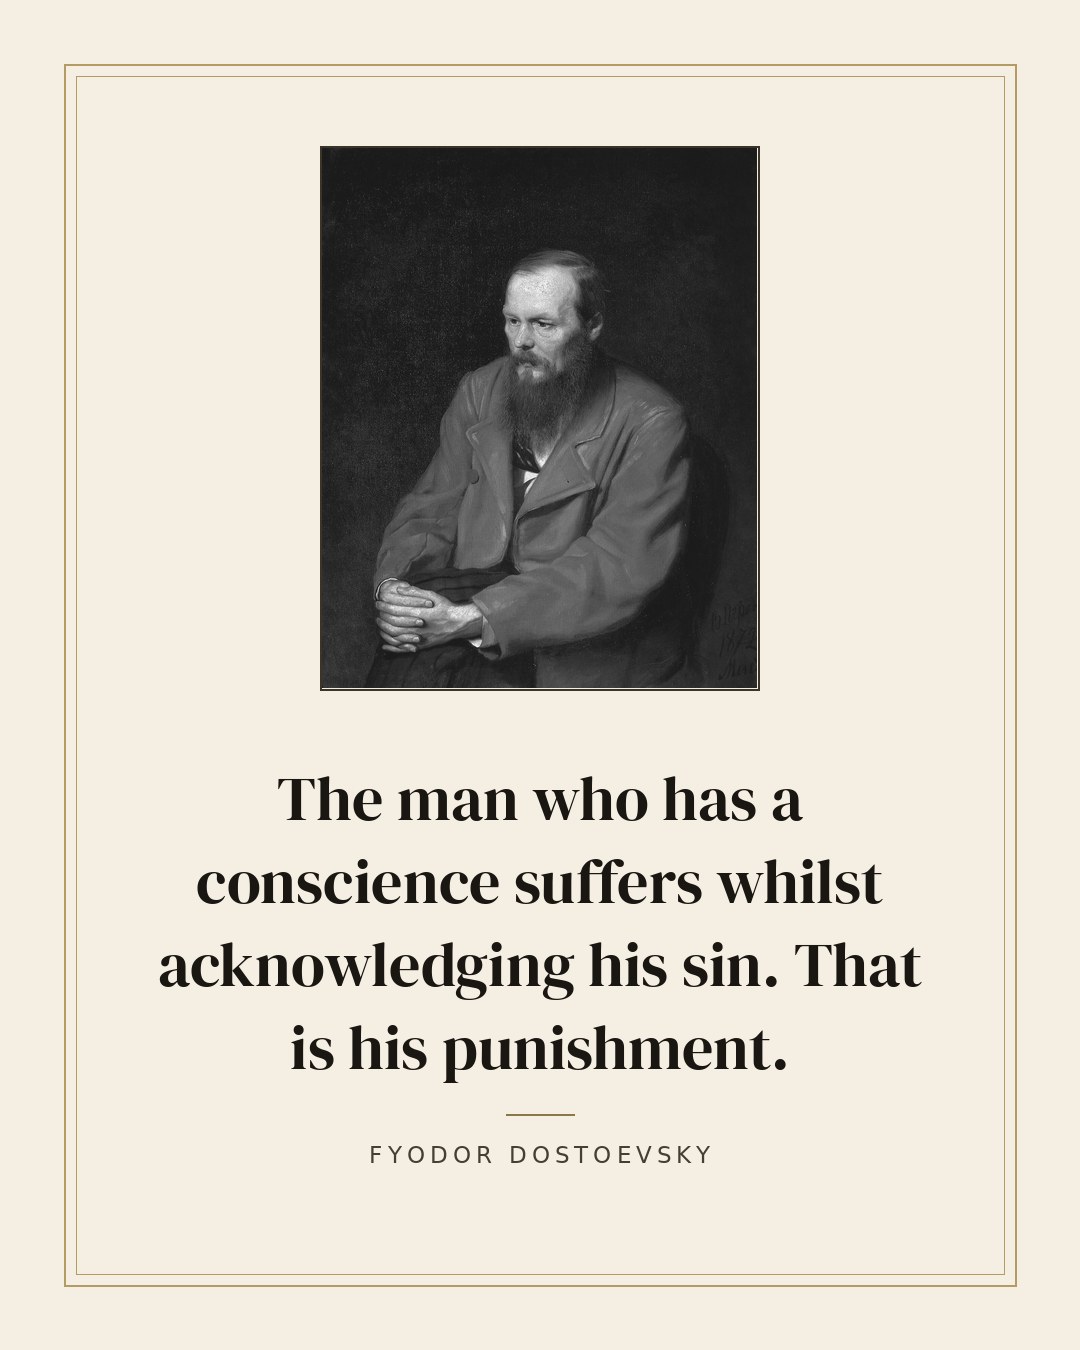 The man who has a
conscience suffers whilst
acknowledging his sin. That
is his punishment.
FYODOR DOSTOEVSKY